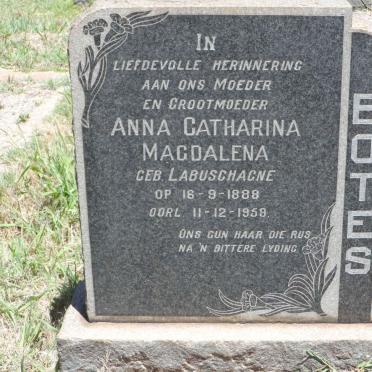 IN
LIEFDEVOLLE HERINNERING
AAN ONS MOEDER
EN GROOTMOEDER
ANNA CATHARINA
MAGDALENA
GEB. LABUSCHAGNE
OP 16-9-1888
OORL. 11-12-1959.
ONS GUN HAAR DIE RUS
NA 'N BITTERE LYDING.
BOTES